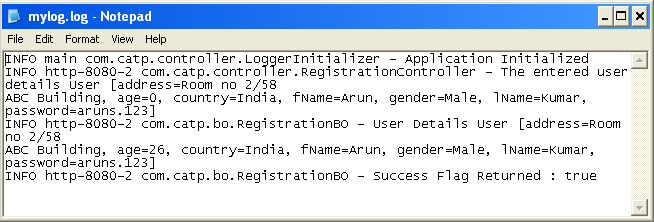 mylog.log - Notepad
File Edit Format View Help
INFO main com.catp.controller.LoggerInitializer - Application Initialized
INFO http-8080-2 com.catp.controller.RegistrationController - The entered user
details User [address=Room no 2/58
ABC Building, age=0, country=India, fName=Arun, gender=Male, lName=Kumar,
password=aruns.123]
INFO http-8080-2 com.catp.bo.RegistrationBO - User Details User [address=Room
no 2/58
ABC Building, age=26, country=India, fName=Arun, gender=Male, lName=Kumar,
password=aruns.123]
INFO http-8080-2 com.catp.bo.RegistrationBO - Success Flag Returned : true